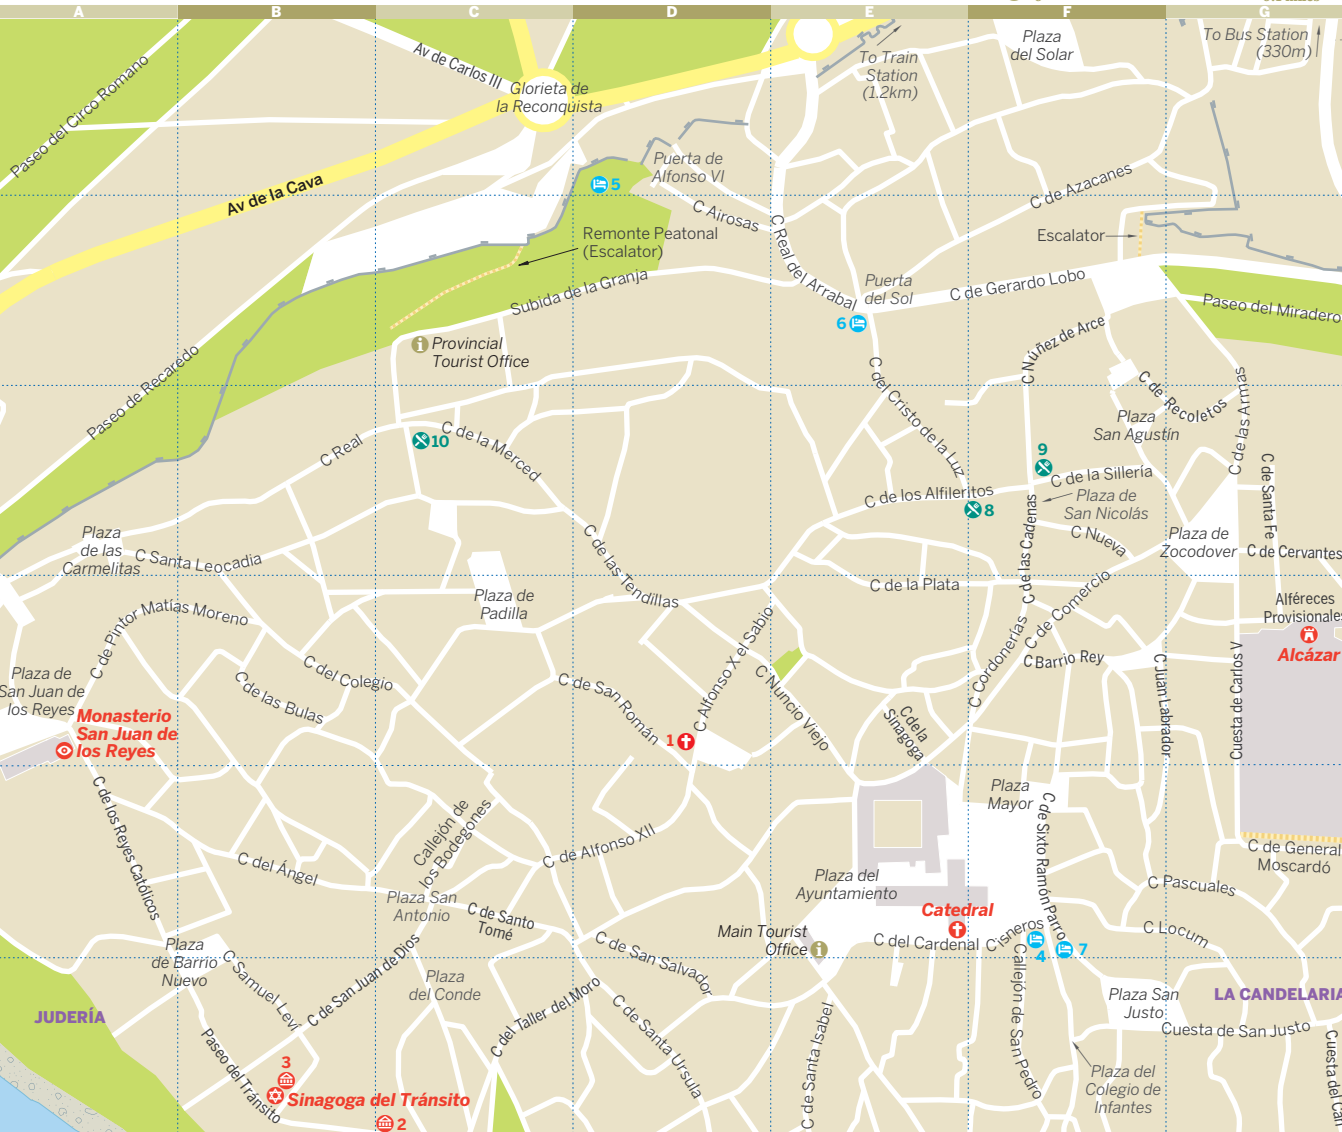 A
B
C
D
E
F
G
Paseo del Circo Romano
Av de Carlos III
Glorieta de
la Reconquista
To Train
Station
(1.2km)
Plaza
del Solar
To Bus Station
(330m)
Av de la Cava
Puerta de
Alfonso VI
5
C Airosas
C de Azacanes
Remonte Peatonal
(Escalator)
Escalator
C Real del Arrabal
Subida de la Granja
Puerta
del Sol
C de Gerardo Lobo
Paseo del Miradero
6
Provincial
Tourist Office
C Núñez de Arce
Paseo de Recaredo
C del Cristo de la Luz
C de Recoletos
Plaza
San Agustín
C de las Armas
C Real
10
C de la Merced
9
C de la Sillería
C de Santa Fe
C de los Alfileritos
Plaza de
San Nicolás
8
Plaza
de las
Carmelitas
C Santa Leocadia
C de las Tendillas
C de las Cadenas
C Nueva
Plaza de
Zocodover
C de Cervantes
C de la Plata
Plaza de
Padilla
C de Comercio
Alféreces
Provisionales
Alcázar
C de Pintor Matías Moreno
C Alfonso X el Sabio
C Cordonerías
C Barrio Rey
C Juan Labrador
Cuesta de Carlos V
Plaza de
San Juan de
los Reyes
C del Colegio
C de las Bulas
C de San Román
C Nuncio Viejo
C de la
Sinagoga
Monasterio
San Juan de
los Reyes
1
C de los Reyes Católicos
Plaza
Mayor
C de Sixto Ramón Parro
Callejón de
los Bodegones
C de Alfonso XII
C de General
Moscardó
C del Ángel
Plaza del
Ayuntamiento
C Pascuales
Plaza San
Antonio
C de Santo
Tomé
Catedral
Main Tourist
Office
C del Cardenal Cisneros
4
7
C Locum
Plaza
de Barrio
Nuevo
C Samuel Leví
C de San Juan de Dios
C de San Salvador
Plaza
del Conde
Callejón de San Pedro
Plaza San
Justo
LA CANDELARIA
JUDERÍA
C del Taller del Moro
C de Santa Ursula
C de Santa Isabel
Cuesta de San Justo
Paseo del Tránsito
3
Sinagoga del Tránsito
2
Plaza del
Colegio de
Infantes
Cuesta del Can